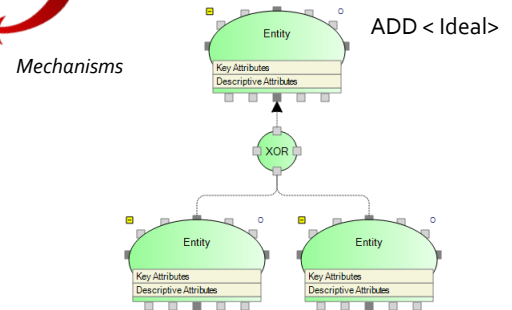 ADD < Ideal>
Mechanisms
Entity
Key Attributes
Descriptive Attributes
XOR
Entity
Key Attributes
Descriptive Attributes
Entity
Key Attributes
Descriptive Attributes